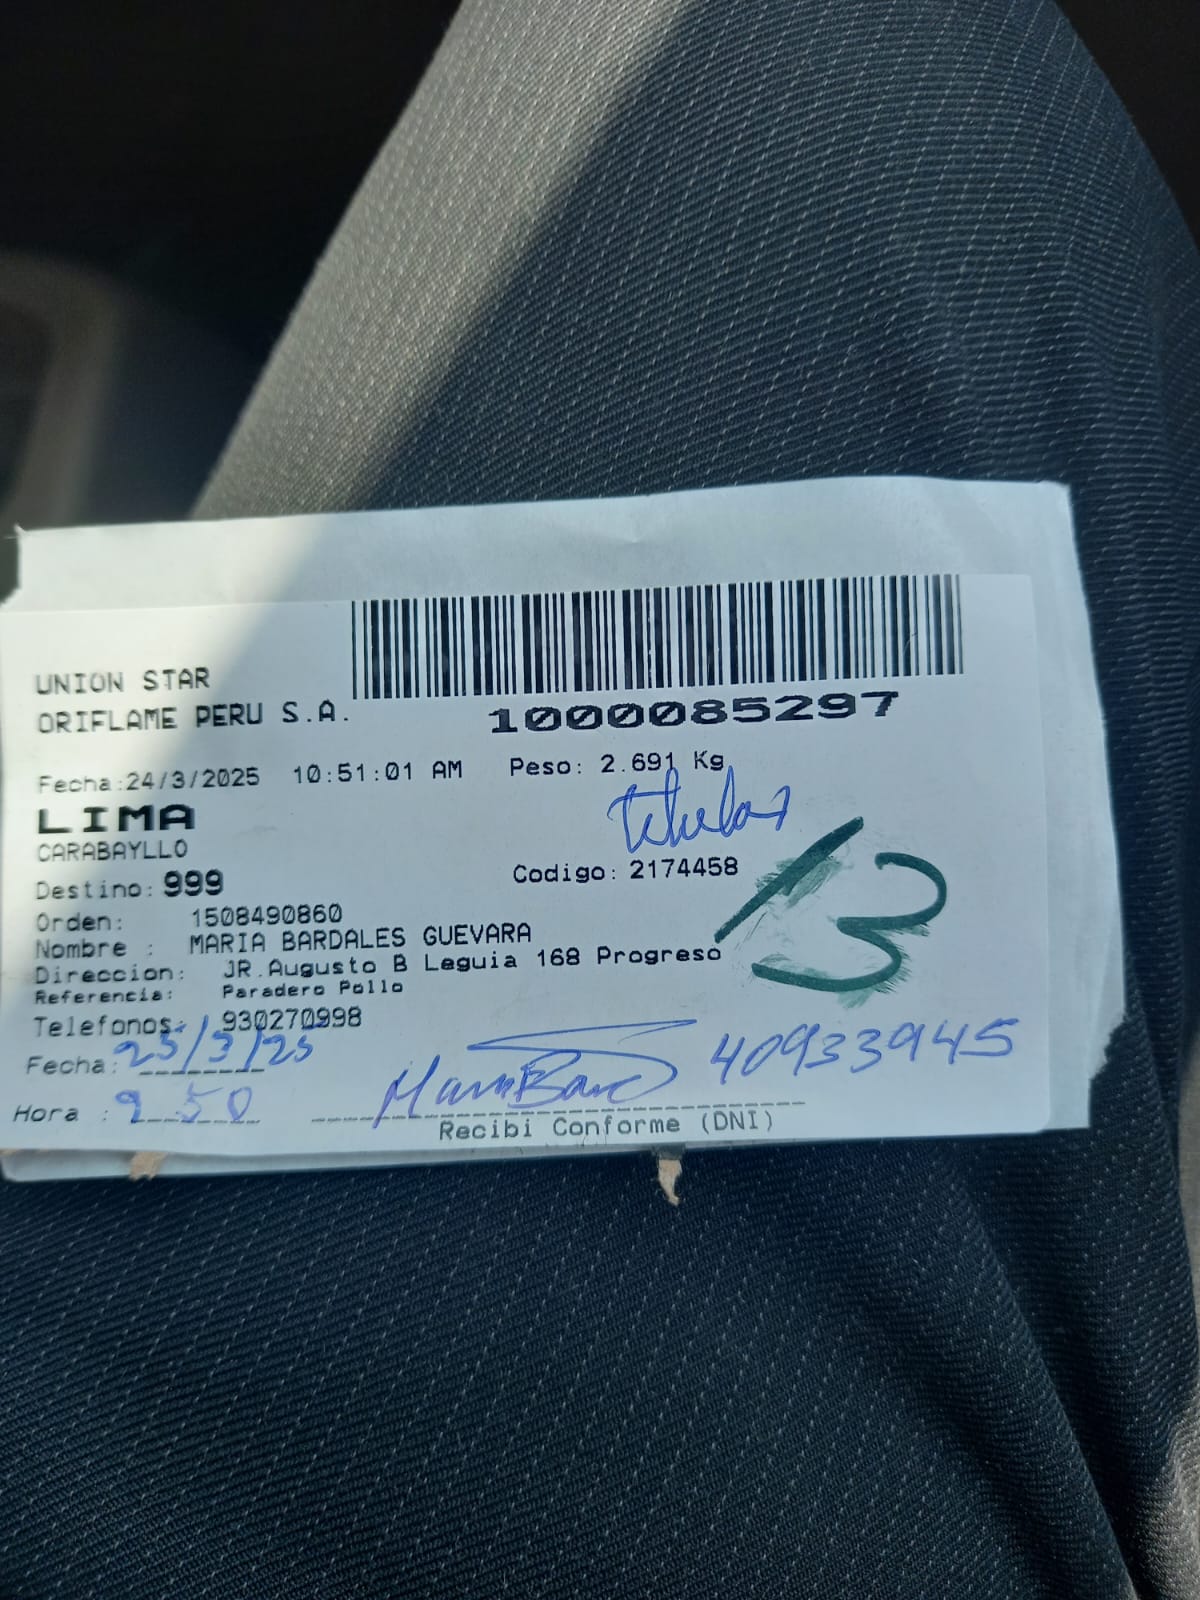 UNION STAR
ORIFLAME PERU S.A.
1000085297
Fecha:24/3/2025 10:51:01 AM Peso: 2.691 Kg
LIMA
Titular
CARABAYLLO
Codigo: 2174458
Destino: 999
13
Orden: 1508490860
Nombre : MARIA BARDALES GUEVARA
Direccion: JR.Augusto B Leguia 168 Progreso
Referencia: Paradero Pollo
Telefonos: 930270998
Fecha: 25/3/25
40933945
Hora : 9 50
Recibi Conforme (DNI)